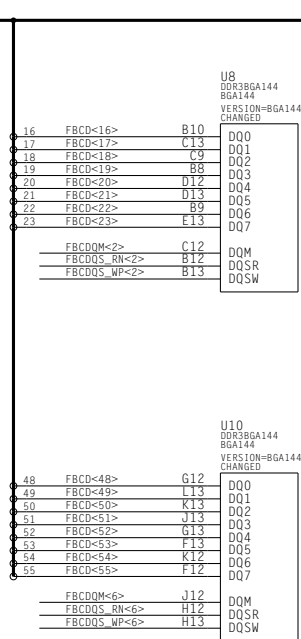 U8
DDR3BGA144
BGA144
VERSION=BGA144
CHANGED
16 FBCD<16> B10 DQ0
17 FBCD<17> C13 DQ1
18 FBCD<18> C9 DQ2
19 FBCD<19> B8 DQ3
20 FBCD<20> D12 DQ4
21 FBCD<21> D13 DQ5
22 FBCD<22> B9 DQ6
23 FBCD<23> E13 DQ7
FBCDQM<2> C12 DQM
FBCDQS_RN<2> B12 DQSR
FBCDQS_WP<2> B13 DQSW
U10
DDR3BGA144
BGA144
VERSION=BGA144
CHANGED
48 FBCD<48> G12 DQ0
49 FBCD<49> L13 DQ1
50 FBCD<50> K13 DQ2
51 FBCD<51> J13 DQ3
52 FBCD<52> G13 DQ4
53 FBCD<53> F13 DQ5
54 FBCD<54> K12 DQ6
55 FBCD<55> F12 DQ7
FBCDQM<6> J12 DQM
FBCDQS_RN<6> H12 DQSR
FBCDQS_WP<6> H13 DQSW